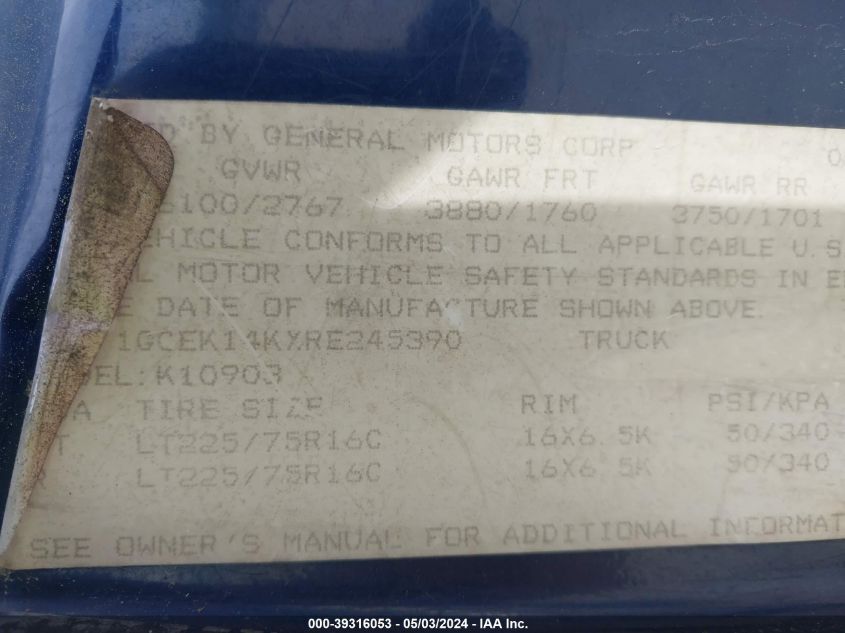 D BY GENERAL MOTORS CORP
GVWR GAWR FRT GAWR RR
6100/2767 3880/1760 3750/1701
EHICLE CONFORMS TO ALL APPLICABLE U.S
L MOTOR VEHICLE SAFETY STANDARDS IN E
E DATE OF MANUFACTURE SHOWN ABOVE.
1GCEK14KXRE245390 TRUCK
EL:K10903
A TIRE SIZE RIM PSI/KPA
T LT225/75R16C 16X6.5K 50/340
LT225/75R16C 16X6.5K 50/340
SEE OWNER'S MANUAL FOR ADDITIONAL INFORMAT
000-39316053 - 05/03/2024 - IAA Inc.